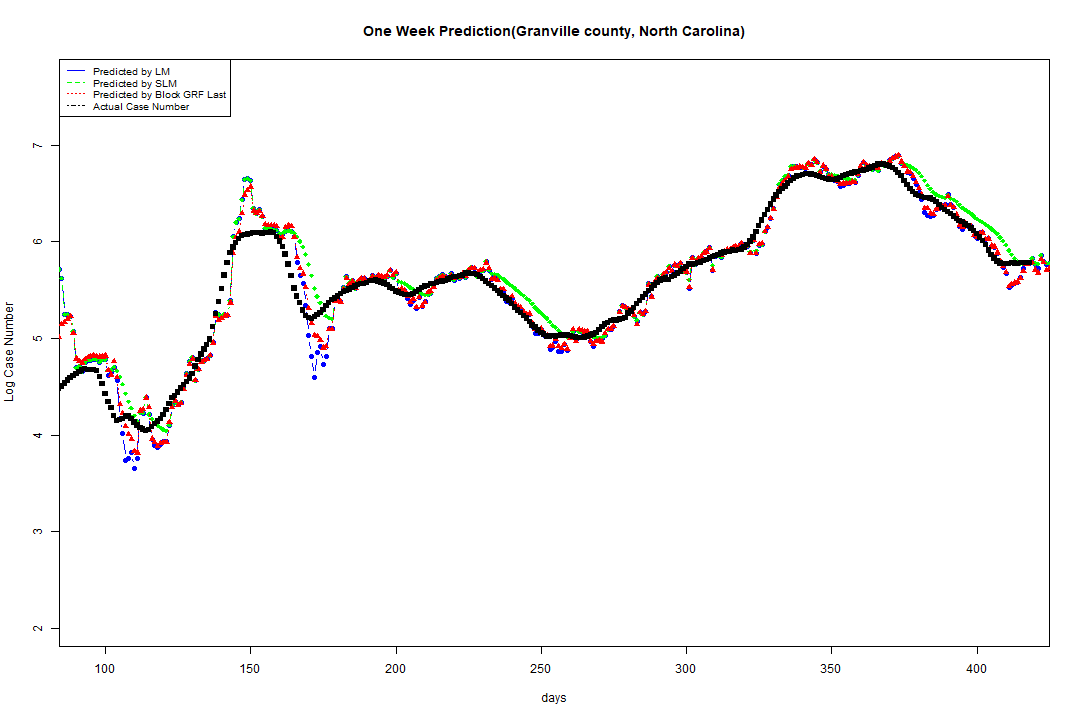 One Week Prediction(Granville county, North Carolina)
Predicted by LM
Predicted by SLM
Predicted by Block GRF Last
Actual Case Number
Log Case Number
7
6
5
4
3
2
100 150 200 250 300 350 400
days